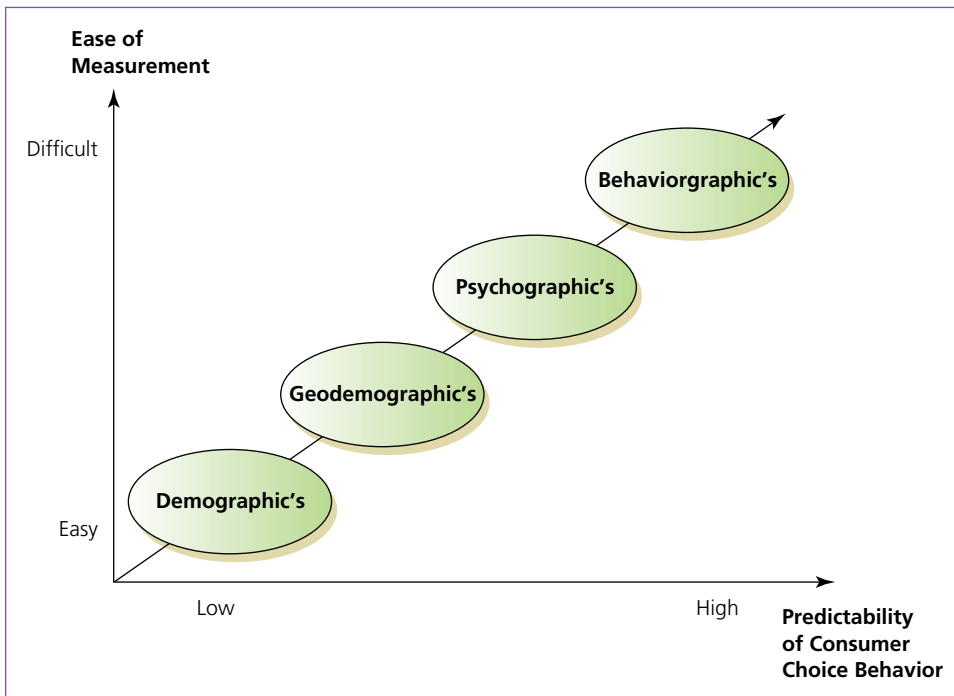 Ease of
Measurement
Difficult
Behaviorgraphic's
Psychographic's
Geodemographic's
Demographic's
Easy
Low
High
Predictability
of Consumer
Choice Behavior